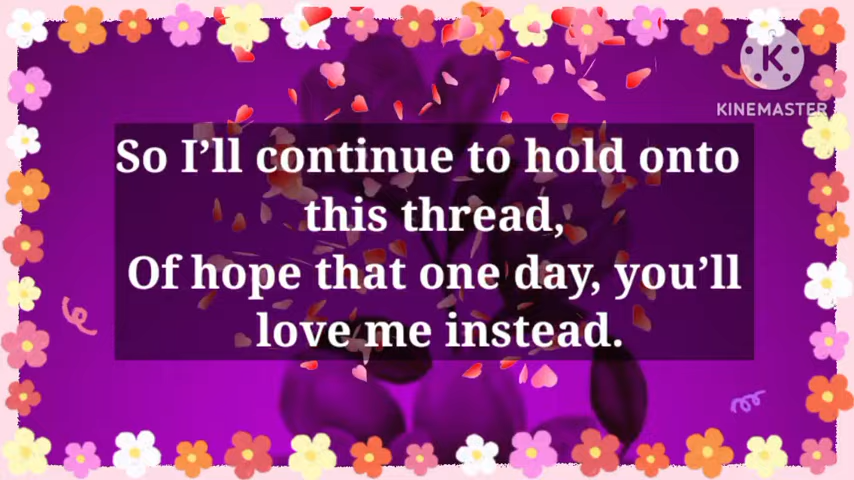 KINEMASTER
So I’ll continue to hold onto
this thread,
Of hope that one day, you’ll
love me instead.